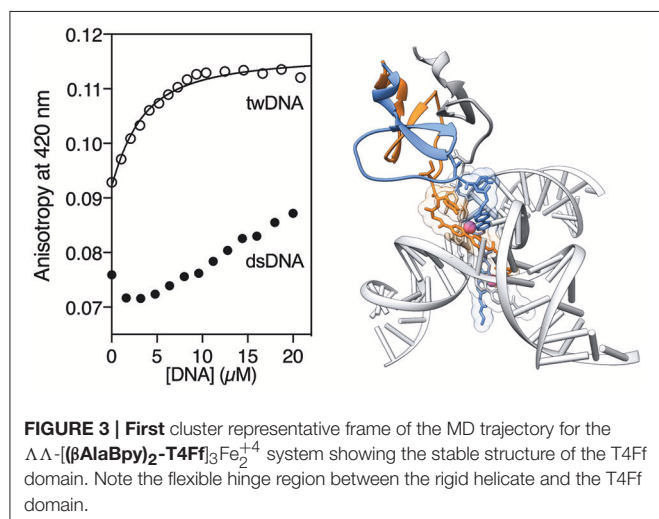 0.12
0.11
0.10
0.09
0.08
0.07
Anisotropy at 420 nm
twDNA
dsDNA
0 5 10 15 20
[DNA] (μM)
FIGURE 3 | First cluster representative frame of the MD trajectory for the
ΛΛ-[(βAlaBpy)₂-T4Ff]₃Fe₂⁺⁴ system showing the stable structure of the T4Ff
domain. Note the flexible hinge region between the rigid helicate and the T4Ff
domain.